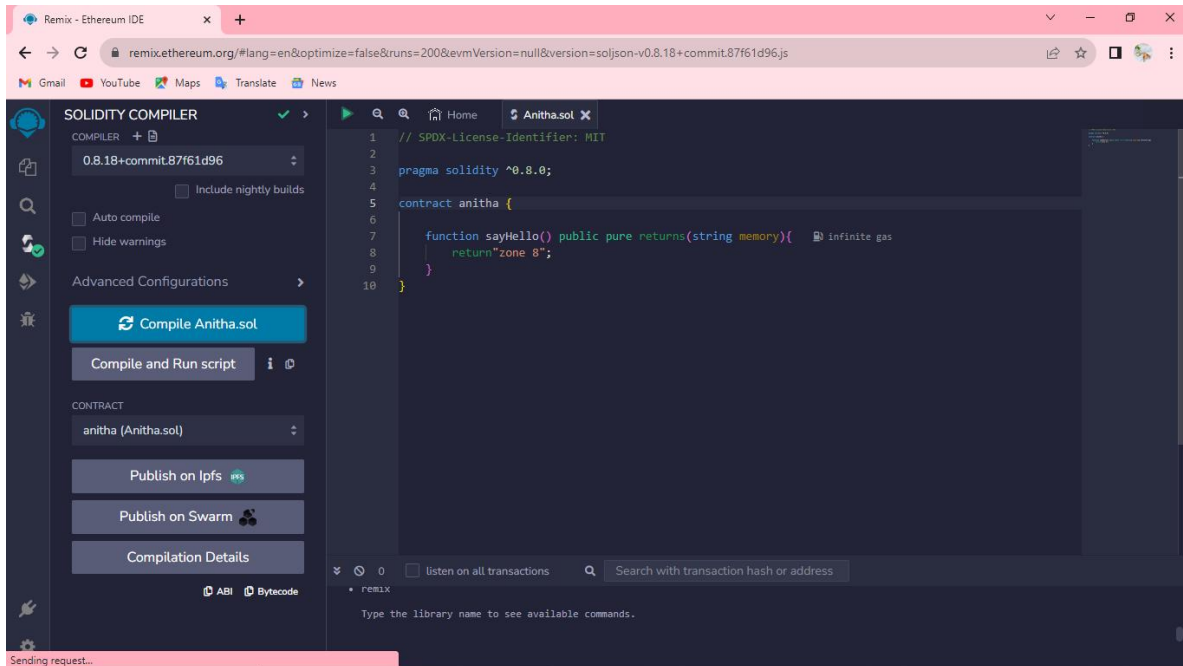 Remix - Ethereum IDE
remix.ethereum.org/#lang=en&optimize=false&runs=200&evmVersion=null&version=soljson-v0.8.18+commit.87f61d96.js
Gmail YouTube Maps Translate News
SOLIDITY COMPILER
COMPILER
0.8.18+commit.87f61d96
Include nightly builds
Auto compile
Hide warnings
Advanced Configurations
Compile Anitha.sol
Compile and Run script
CONTRACT
anitha (Anitha.sol)
Publish on Ipfs IPFS
Publish on Swarm
Compilation Details
ABI Bytecode
Home Anitha.sol
1 // SPDX-License-Identifier: MIT
2
3 pragma solidity ^0.8.0;
4
5 contract anitha {
6
7 function sayHello() public pure returns(string memory){ infinite gas
8 return"zone 8";
9 }
10 }
0 listen on all transactions Search with transaction hash or address
• remix
Type the library name to see available commands.
Sending request...